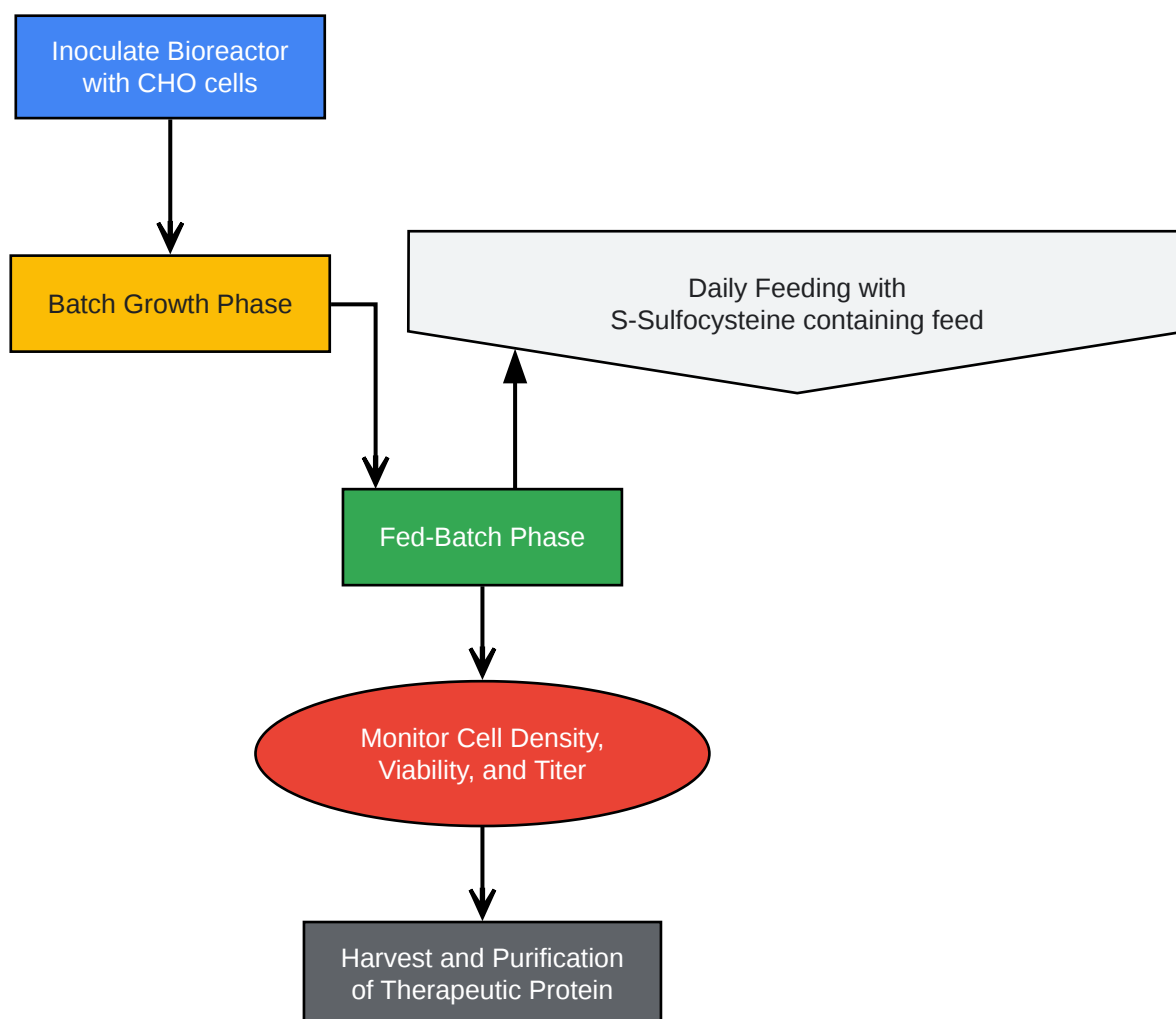 Inoculate Bioreactor
with CHO cells
Batch Growth Phase
Daily Feeding with
S-Sulfocysteine containing feed
Fed-Batch Phase
Monitor Cell Density,
Viability, and Titer
Harvest and Purification
of Therapeutic Protein